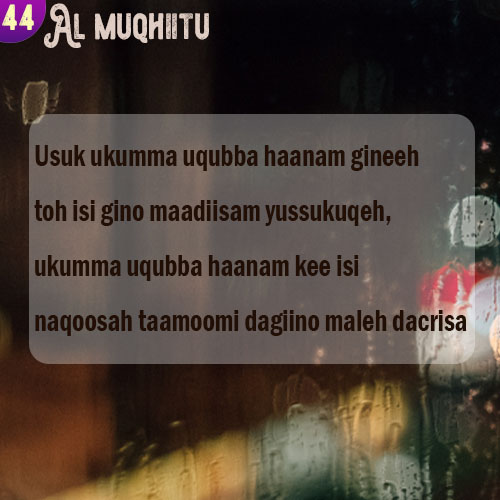 44
AL MUQHIITU
Usuk ukumma uqubba haanam gineeh
toh isi gino maadiisam yussukuqeh,
ukumma uqubba haanam kee isi
naqoosah taamoomi dagiino maleh dacrisa